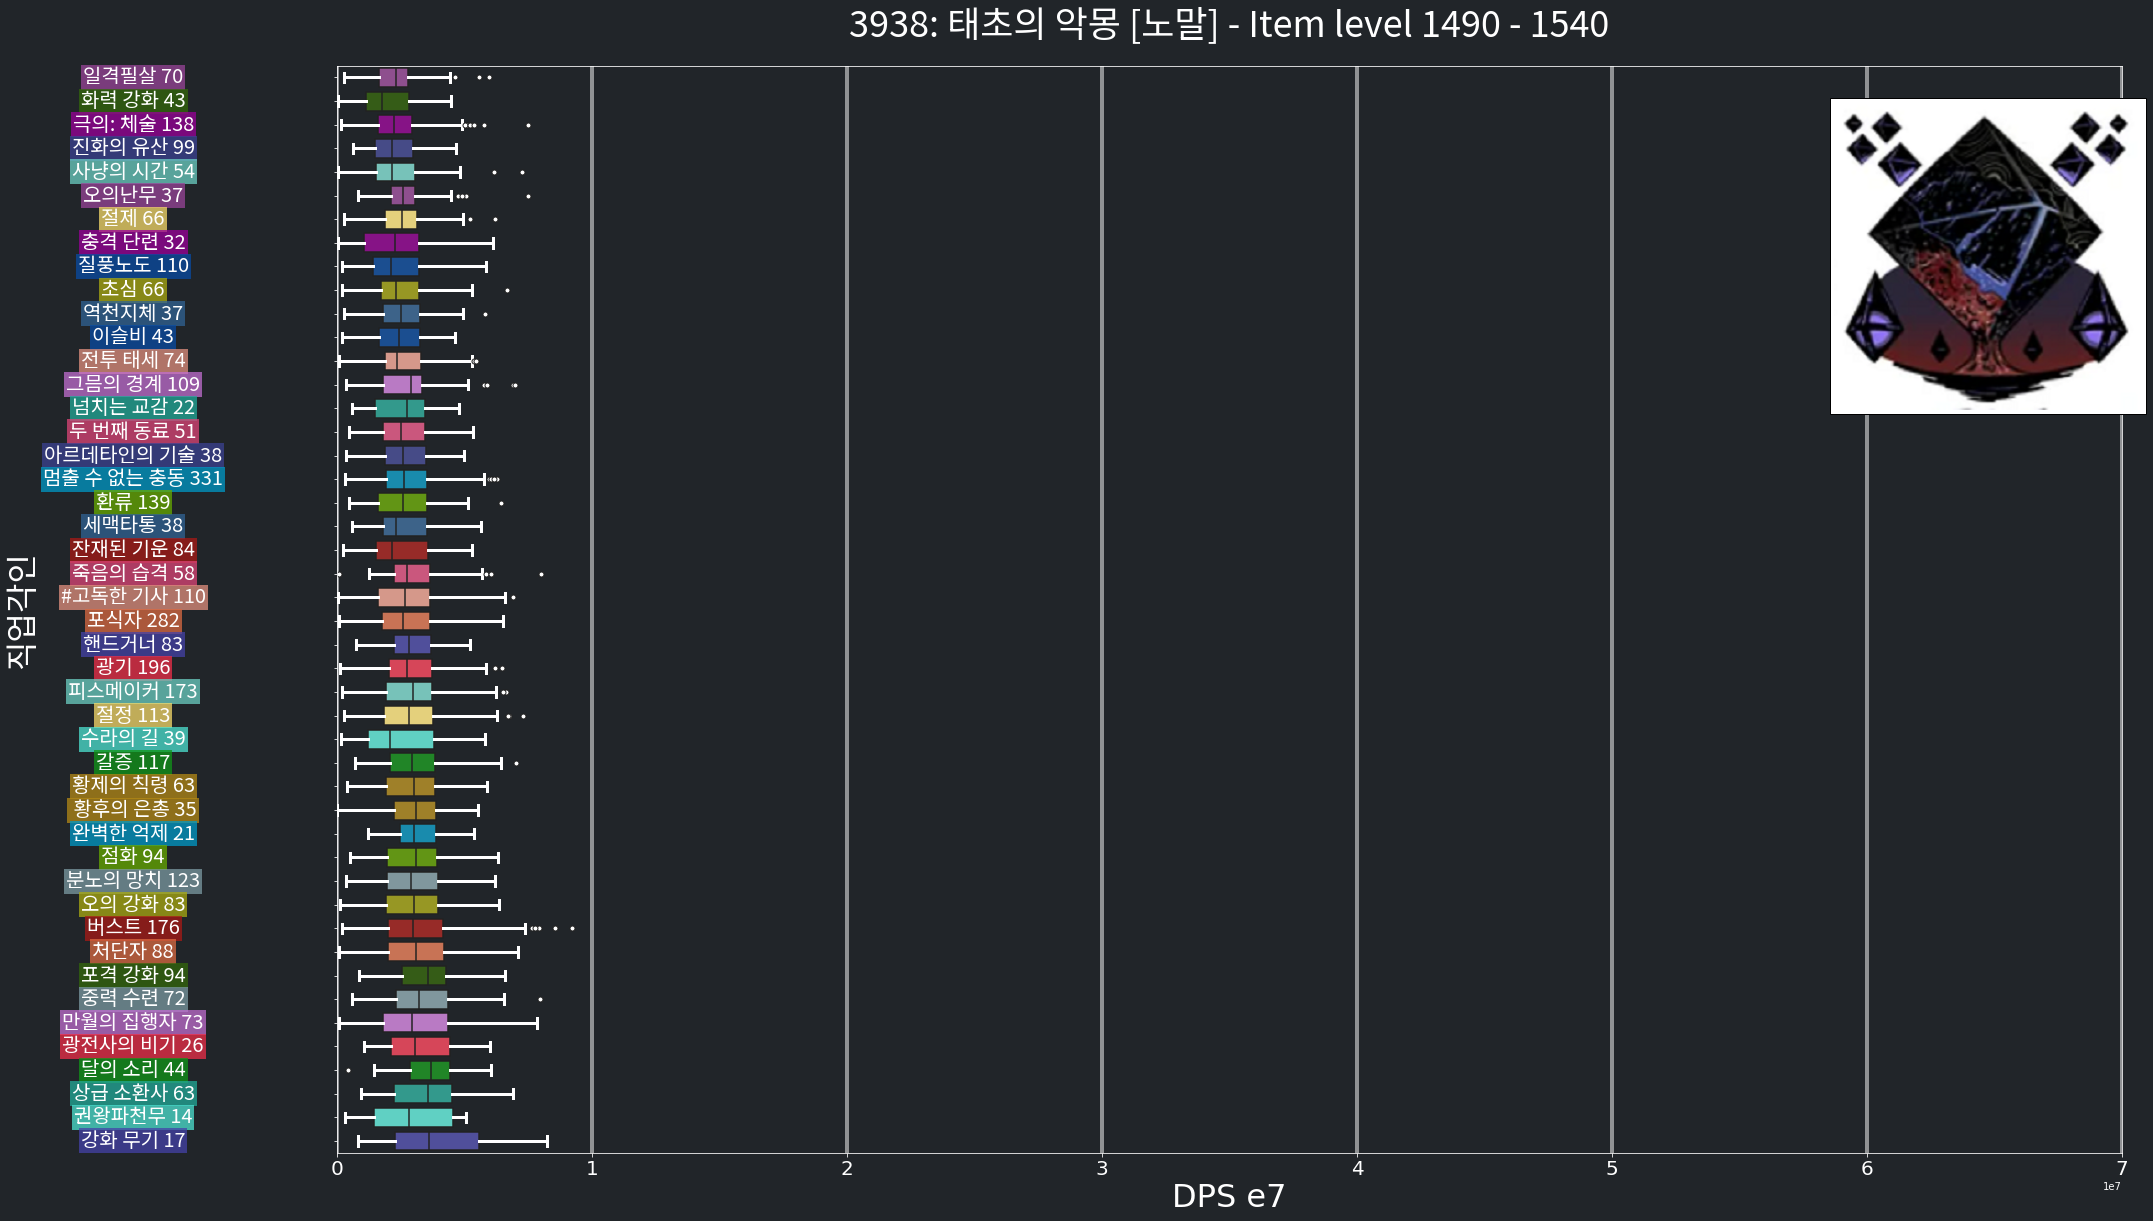 3938: 태초의 악몽 [노말] - Item level 1490 - 1540
일격필살 70
화력 강화 43
극의: 체술 138
진화의 유산 99
사냥의 시간 54
오의난무 37
절제 66
충격 단련 32
질풍노도 110
초심 66
역천지체 37
이슬비 43
전투 태세 74
그믐의 경계 109
넘치는 교감 22
두 번째 동료 51
아르데타인의 기술 38
멈출 수 없는 충동 331
환류 139
세맥타통 38
잔재된 기운 84
죽음의 습격 58
#고독한 기사 110
포식자 282
핸드거너 83
광기 196
피스메이커 173
절정 113
수라의 길 39
갈증 117
황제의 칙령 63
황후의 은총 35
완벽한 억제 21
점화 94
분노의 망치 123
오의 강화 83
버스트 176
처단자 88
포격 강화 94
중력 수련 72
만월의 집행자 73
광전사의 비기 26
달의 소리 44
상급 소환사 63
권왕파천무 14
강화 무기 17
직업각인
0 1 2 3 4 5 6 7
1e7
DPS e7